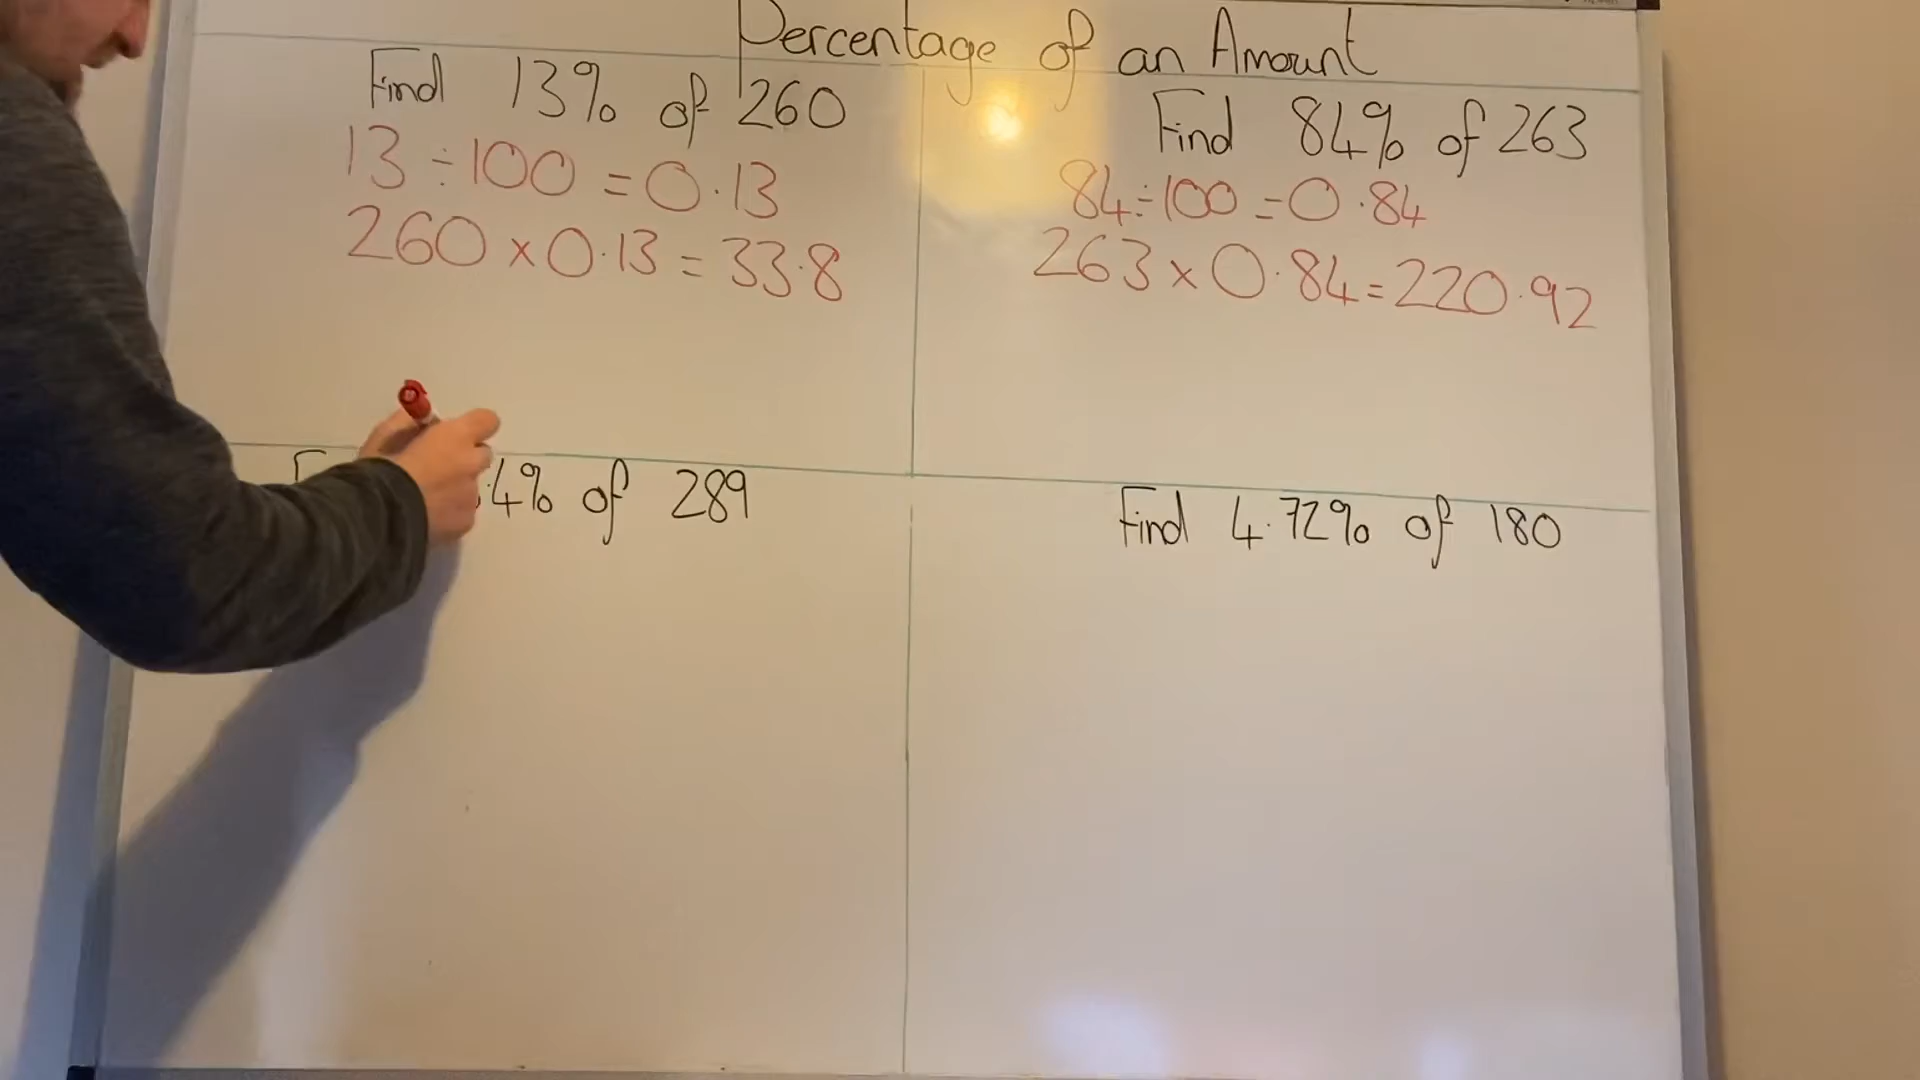 Percentage of an Amount
Find 13% of 260
13 ÷ 100 = 0.13
260 × 0.13 = 33.8
Find 84% of 263
84 ÷ 100 = 0.84
263 × 0.84 = 220.92
4% of 289
Find 4.72% of 180